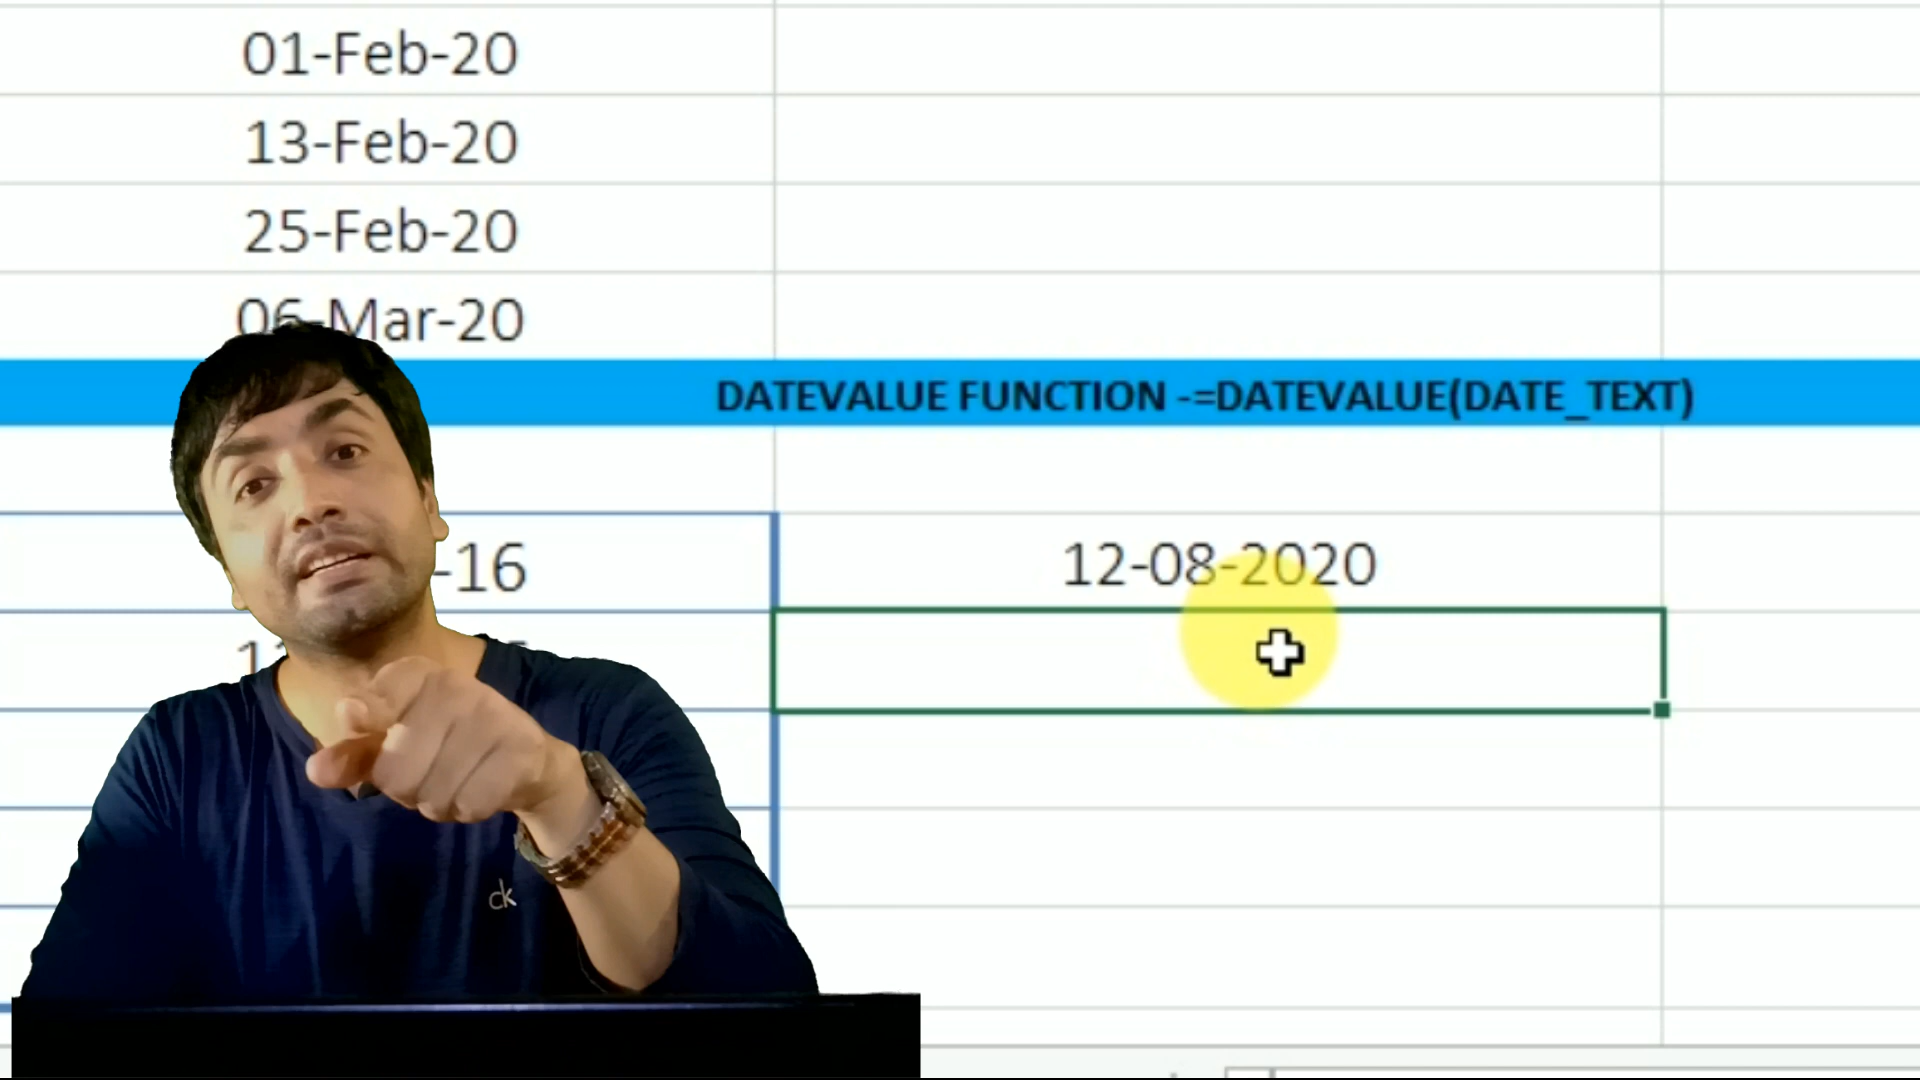 01-Feb-20
13-Feb-20
25-Feb-20
06-Mar-20
DATEVALUE FUNCTION -=DATEVALUE(DATE_TEXT)
-16
12-08-2020
ck